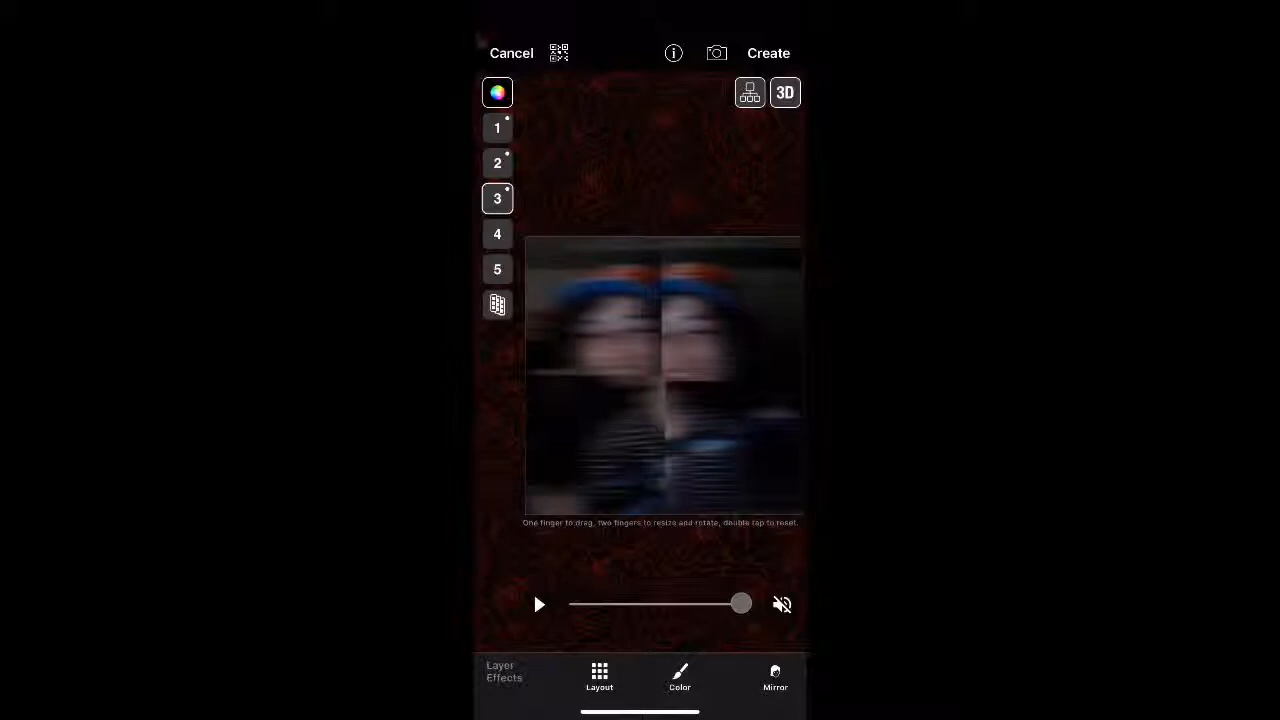 Cancel
Create
3D
1
2
3
4
5
One finger to drag, two fingers to resize and rotate, double tap to reset.
Layer
Effects
Layout
Color
Mirror